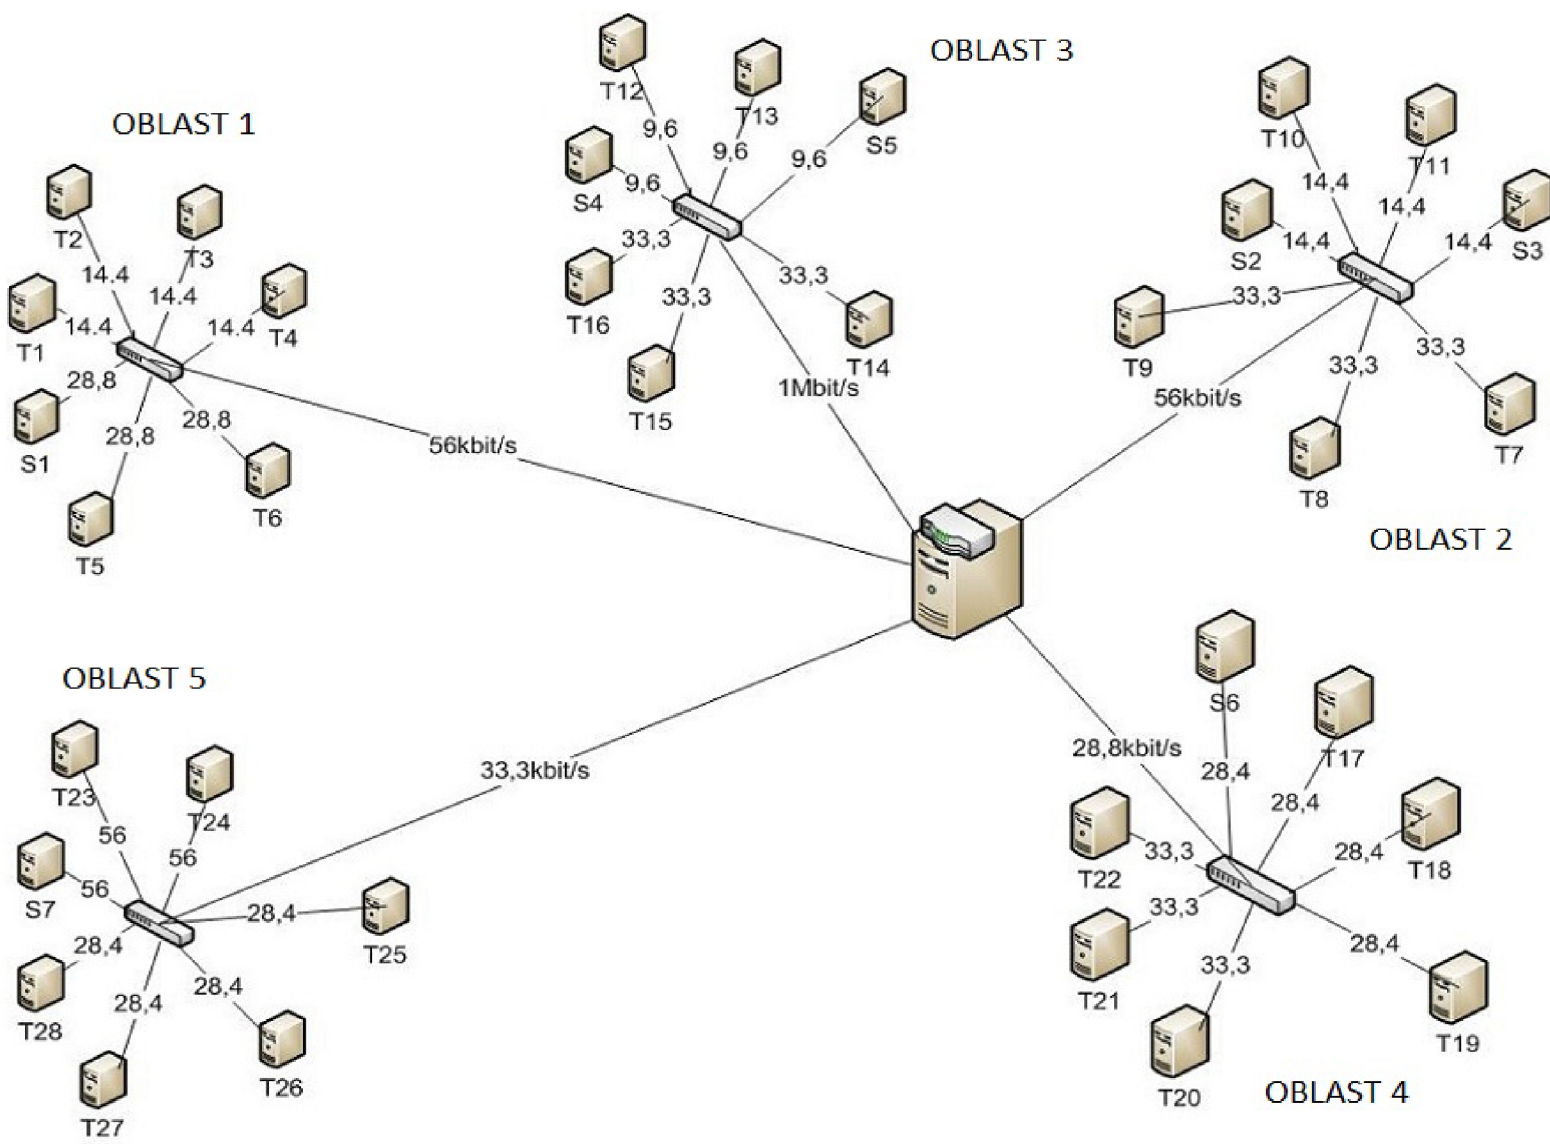 OBLAST 1
T2
T3
14.4
14.4
T4
T1
14.4
14.4
28,8
S1
28,8
28,8
T5
T6
56kbit/s
OBLAST 3
T12
T13
S5
9,6
9,6
9,6
S4
9,6
33,3
33,3
T16
33,3
T14
T15
1Mbit/s
T10
T11
14,4
14,4
S2
14,4
14,4
S3
33,3
T9
33,3
33,3
T7
T8
56kbit/s
OBLAST 2
OBLAST 5
T23
T24
56
56
S7
56
28,4
T25
28,4
T28
28,4
28,4
T26
T27
33,3kbit/s
28,8kbit/s
S6
T17
28,4
28,4
T22
33,3
28,4
T18
T21
33,3
28,4
33,3
T19
T20
OBLAST 4